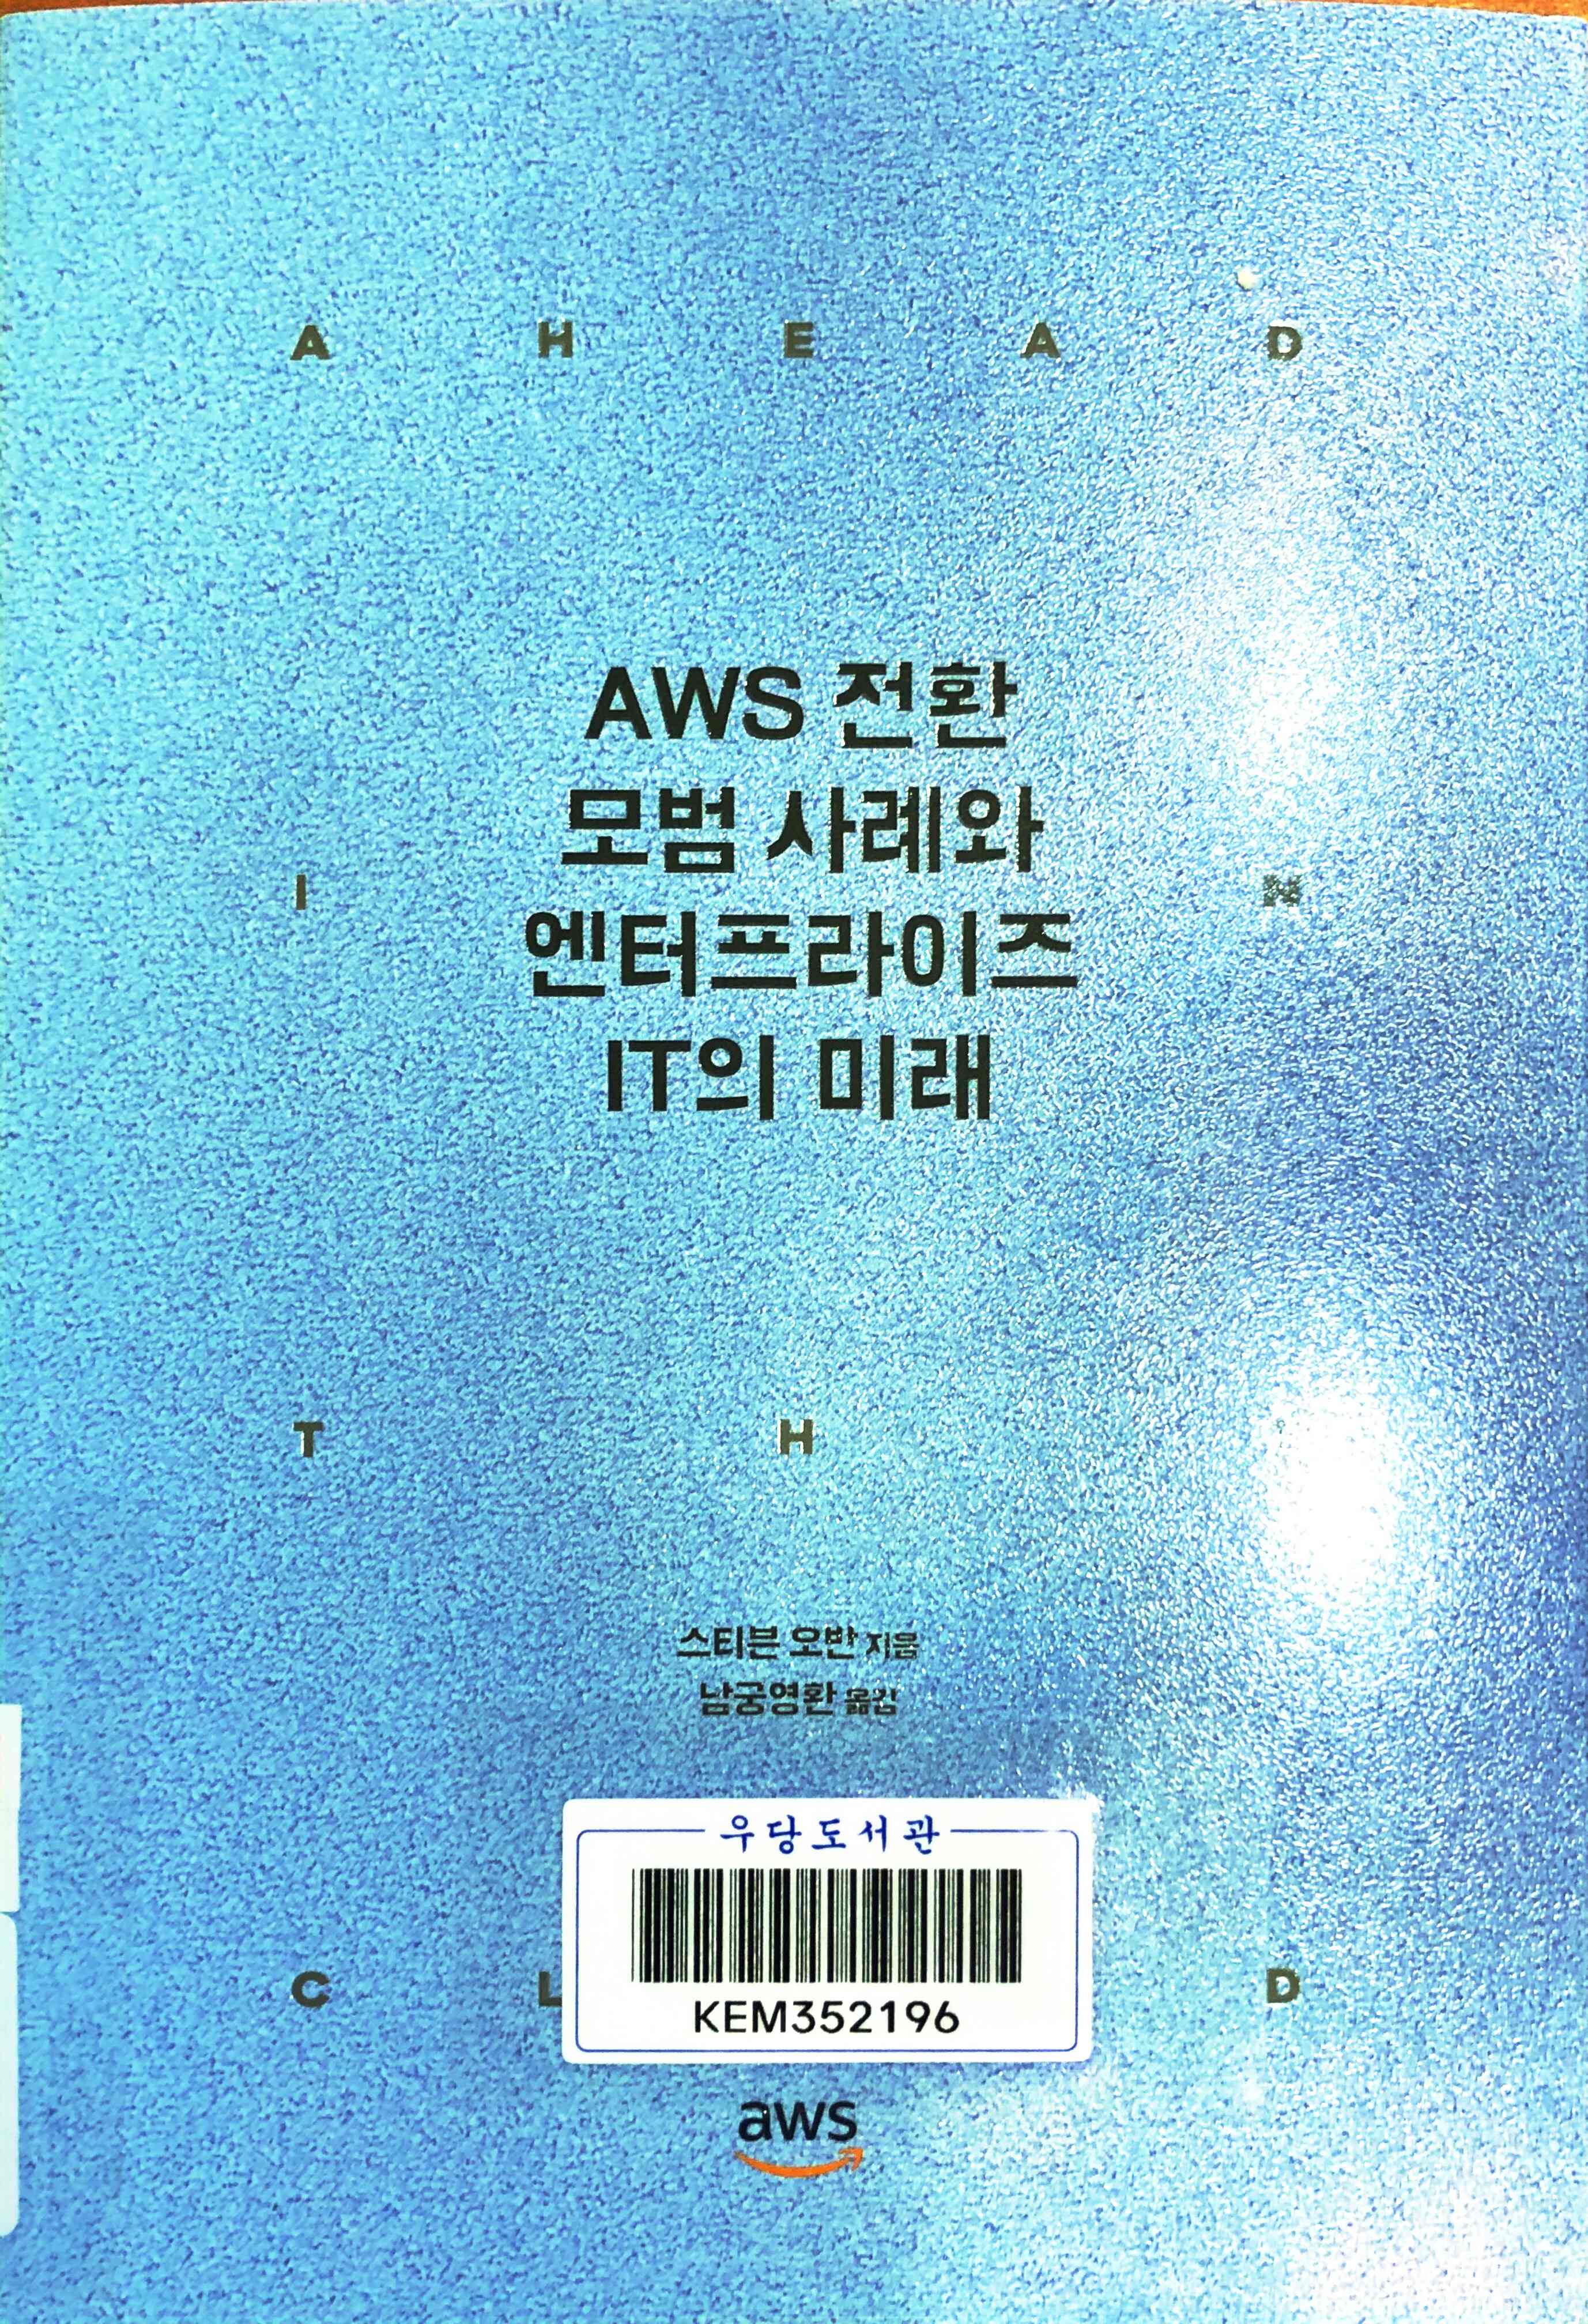 A H E A D
AWS 전환
모범 사례와
I N
엔터프라이즈
IT의 미래
T H
스티븐 오반 지음
남궁영환 옮김
우당도서관
C L D
KEM352196
aws